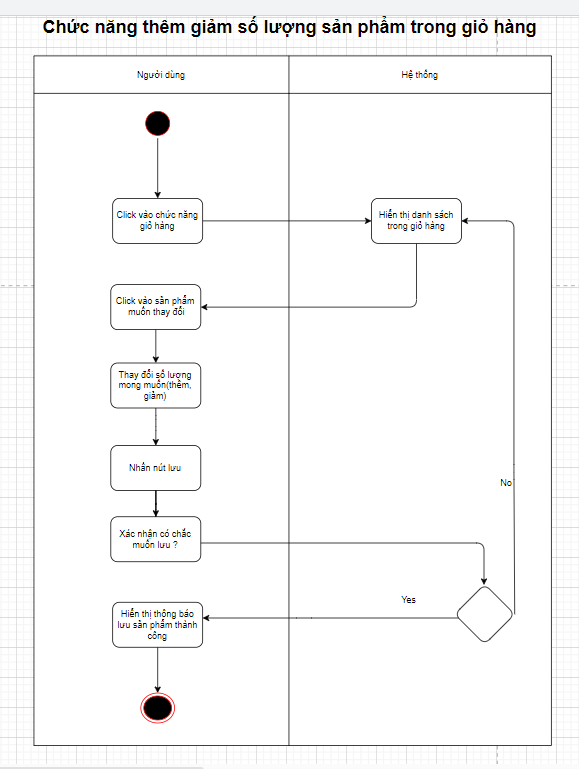 Chức năng thêm giảm số lượng sản phẩm trong giỏ hàng
Người dùng
Hệ thống
Click vào chức năng
giỏ hàng
Hiển thị danh sách
trong giỏ hàng
Click vào sản phẩm
muốn thay đổi
Thay đổi số lượng
mong muốn(thêm,
giảm)
Nhấn nút lưu
No
Xác nhận có chắc
muốn lưu ?
Yes
Hiển thị thông báo
lưu sản phẩm thành
công